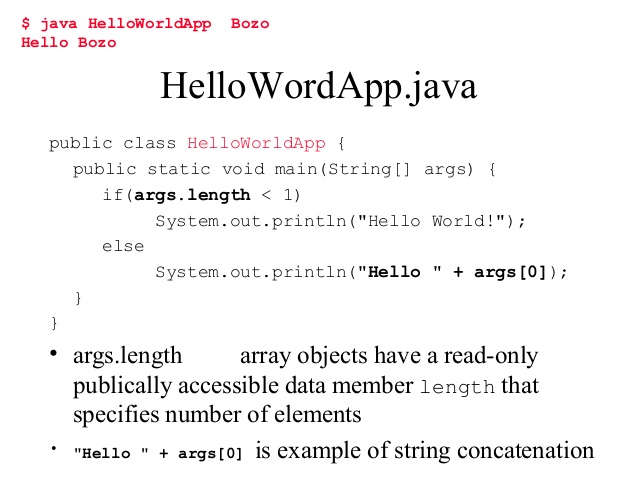 $ java HelloWorldApp  Bozo
Hello Bozo
HelloWordApp.java
public class HelloWorldApp {
public static void main(String[] args) {
if(args.length < 1)
System.out.println("Hello World!");
else
System.out.println("Hello " + args[0]);
}
}
• args.length array objects have a read-only
publically accessible data member length that
specifies number of elements
• "Hello " + args[0] is example of string concatenation